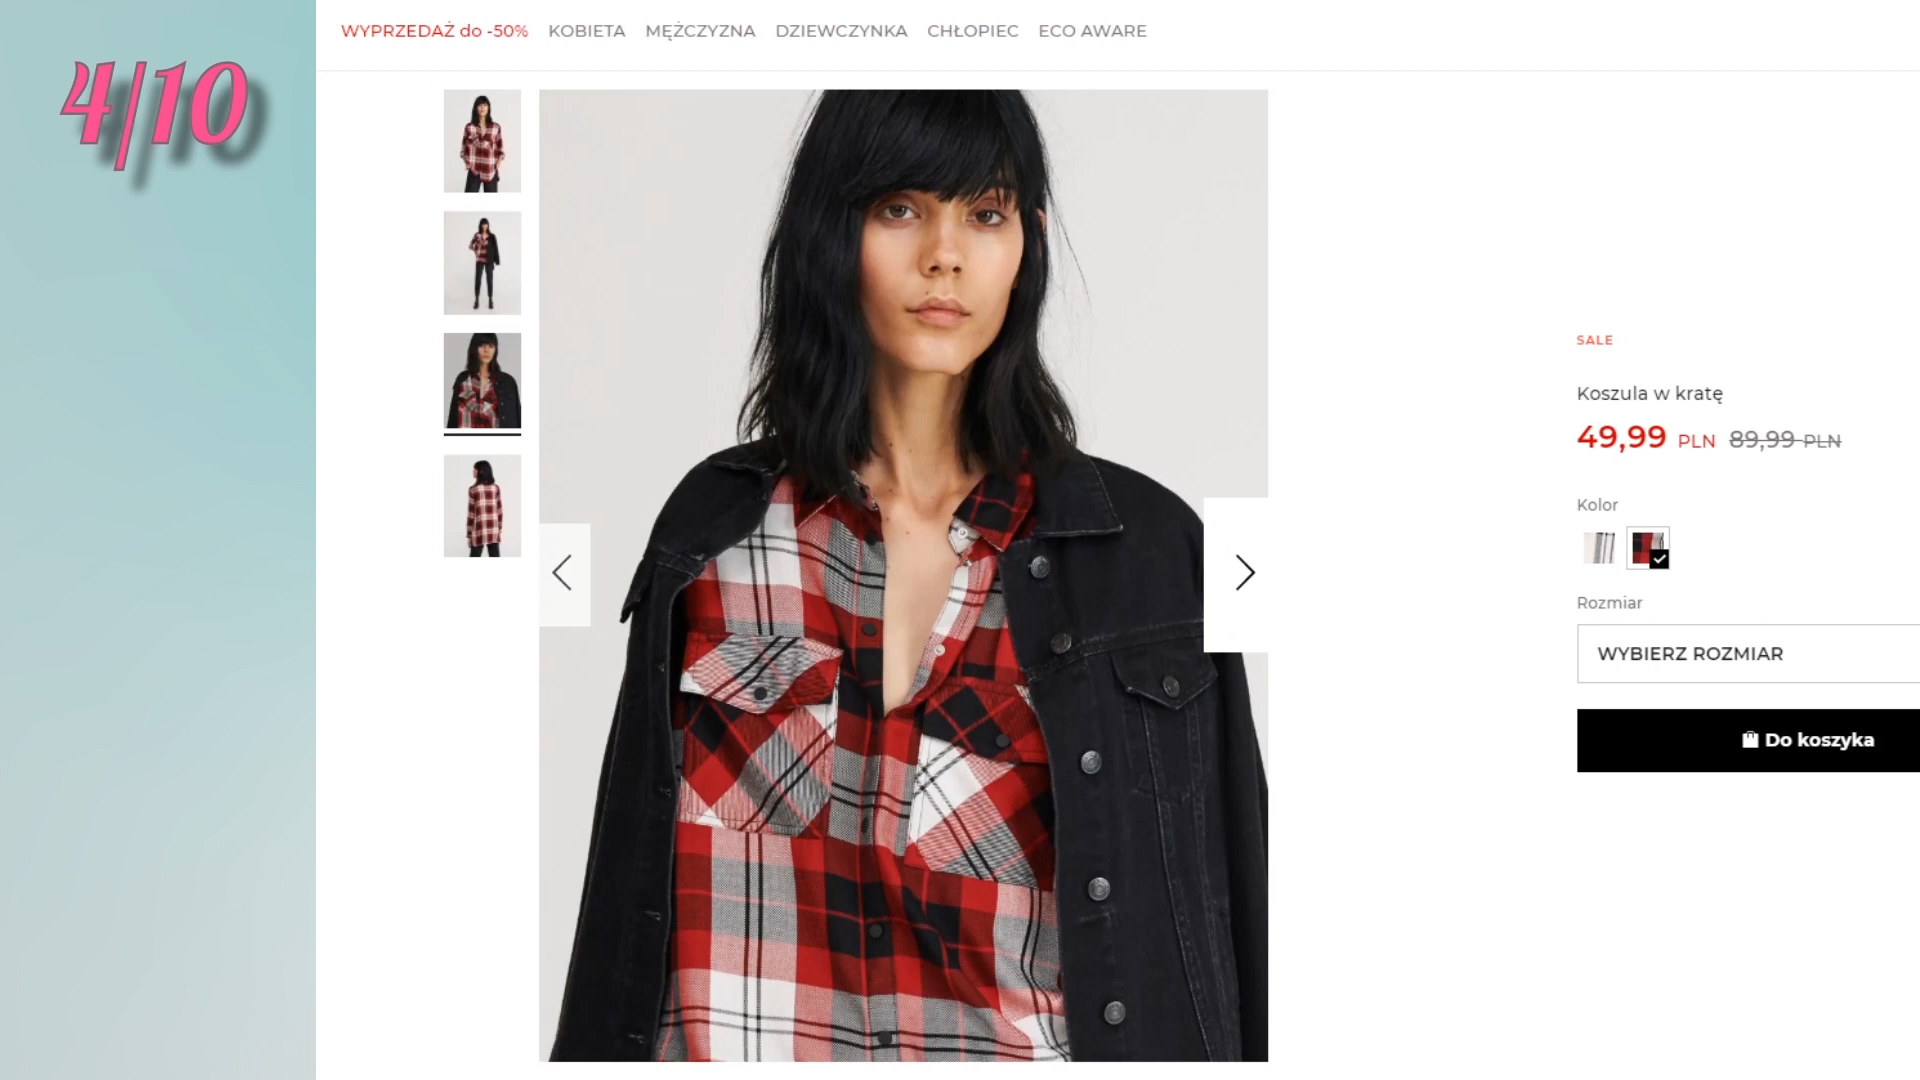 4/10
WYPRZEDAŻ do -50% KOBIETA MĘŻCZYZNA DZIEWCZYNKA CHŁOPIEC ECO AWARE
SALE
Koszula w kratę
49,99 PLN 89,99 PLN
Kolor
Rozmiar
WYBIERZ ROZMIAR
Do koszyka